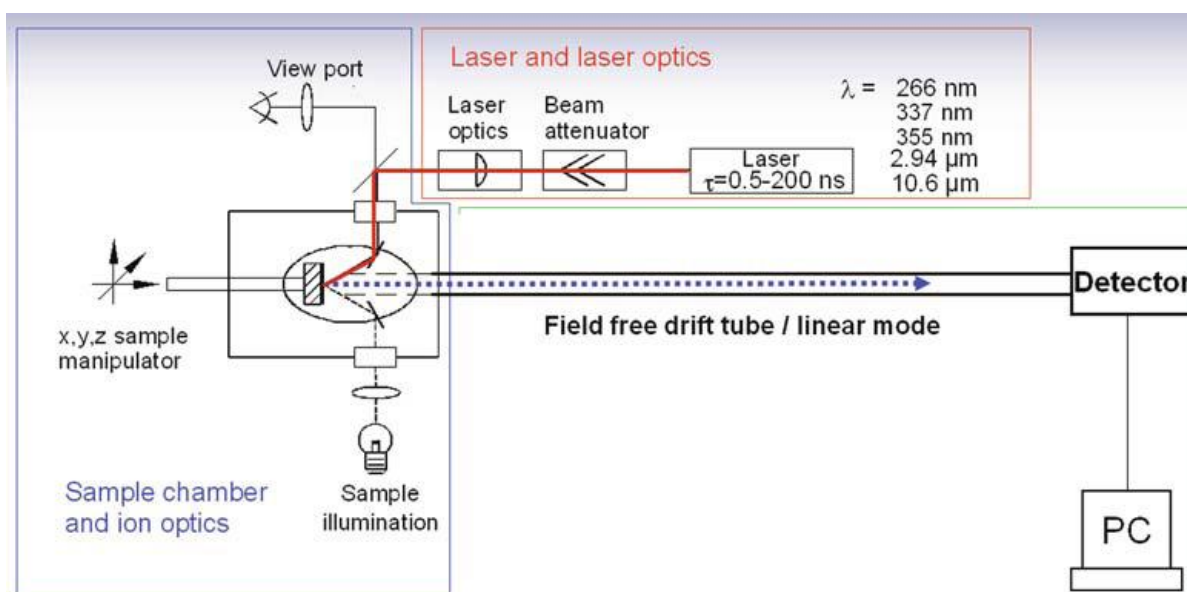 View port
Laser and laser optics
Laser
optics
Beam
attenuator
λ = 266 nm
337 nm
355 nm
2.94 µm
10.6 µm
Laser
τ=0.5-200 ns
x,y,z sample
manipulator
Field free drift tube / linear mode
Detector
Sample chamber
and ion optics
Sample
illumination
PC